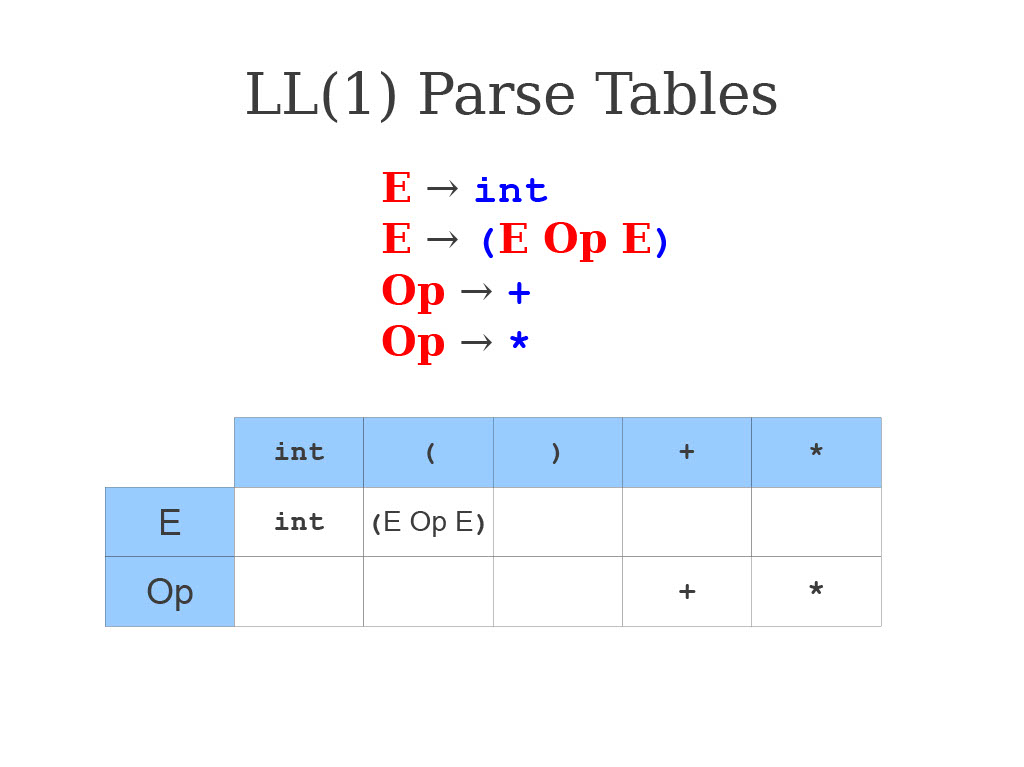 LL(1) Parse Tables
E → int
E → (E Op E)
Op → +
Op → *
int ( ) + *
E int (E Op E)
Op + *